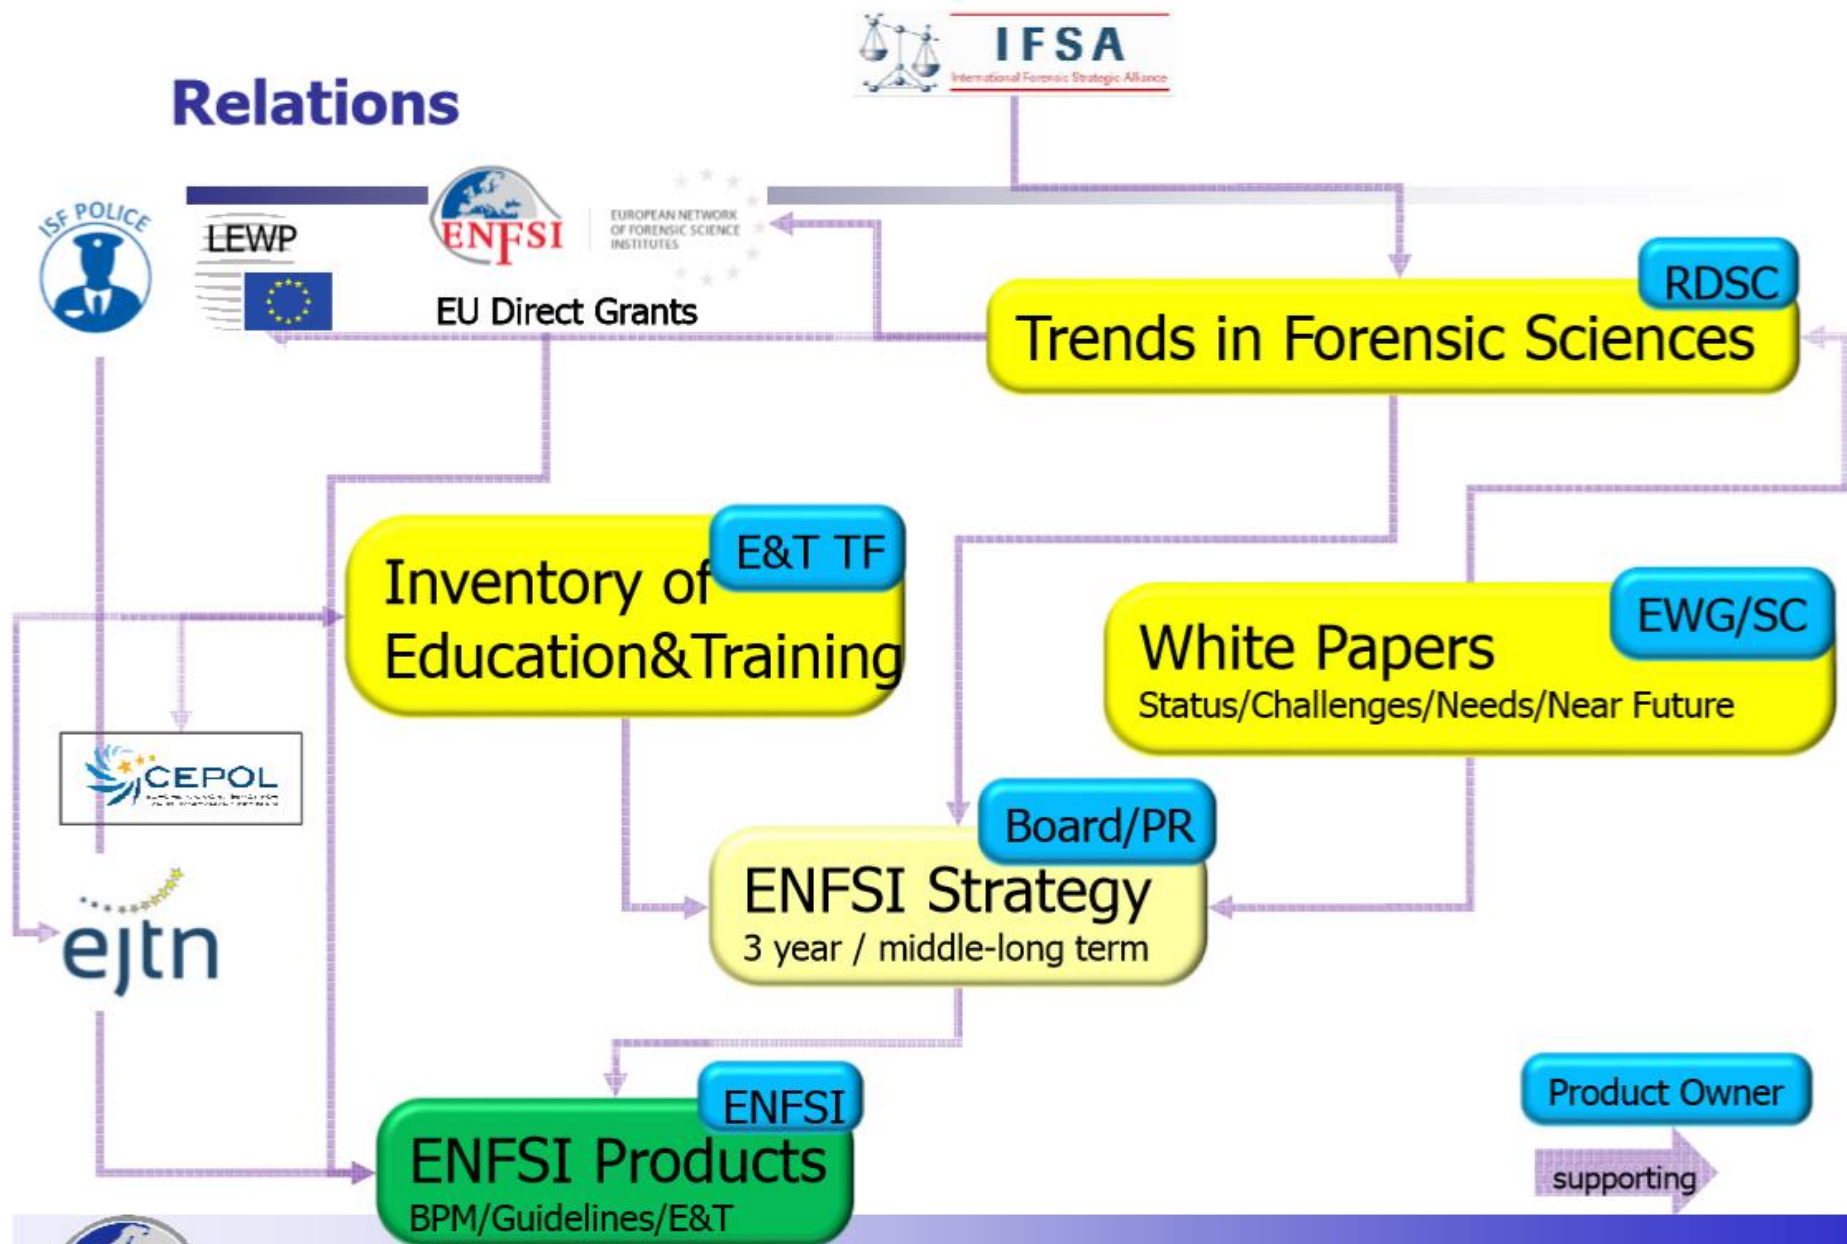 IFSA
International Forensic Strategic Alliance
Relations
ISF POLICE
LEWP
ENFSI
EUROPEAN NETWORK
OF FORENSIC SCIENCE
INSTITUTES
EU Direct Grants
RDSC
Trends in Forensic Sciences
E&T TF
Inventory of
Education&Training
EWG/SC
White Papers
Status/Challenges/Needs/Near Future
CEPOL
Board/PR
ENFSI Strategy
3 year / middle-long term
ejtn
ENFSI
ENFSI Products
BPM/Guidelines/E&T
Product Owner
supporting